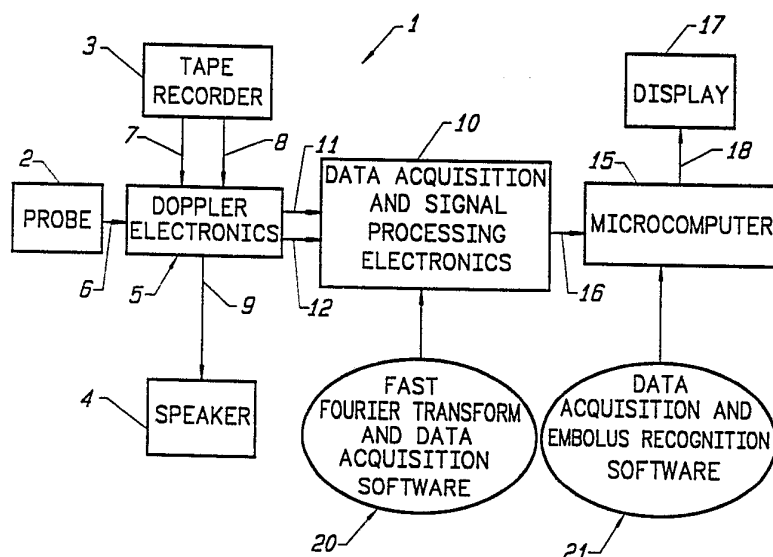 1
3
TAPE
RECORDER
17
DISPLAY
7
8
10
18
2
11
15
PROBE
DOPPLER
ELECTRONICS
DATA ACQUISITION
AND SIGNAL
PROCESSING
ELECTRONICS
MICROCOMPUTER
6
5
9
12
16
4
SPEAKER
FAST
FOURIER TRANSFORM
AND DATA
ACQUISITION
SOFTWARE
DATA
ACQUISITION AND
EMBOLUS RECOGNITION
SOFTWARE
20
21